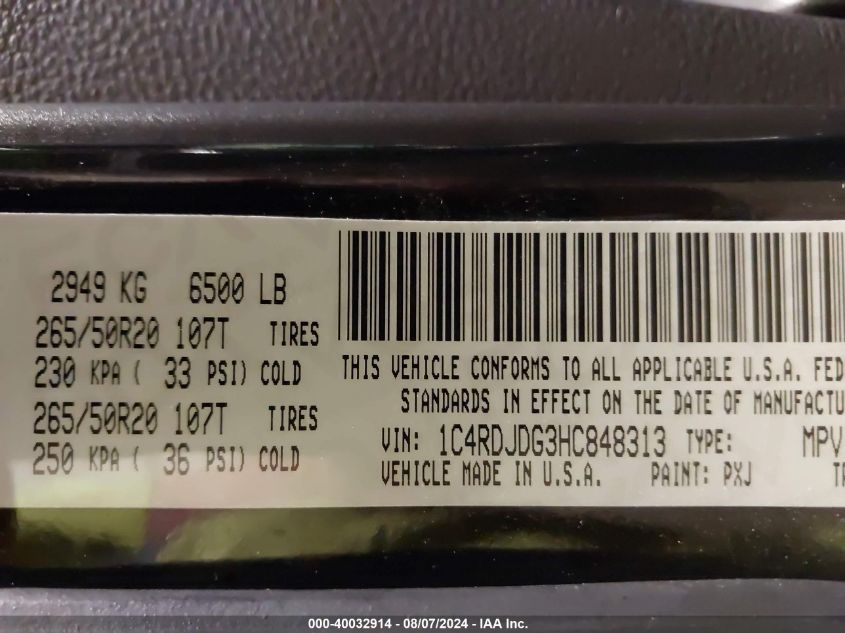 2949 KG 6500 LB
265/50R20 107T TIRES
230 KPA ( 33 PSI) COLD
265/50R20 107T TIRES
250 KPA ( 36 PSI) COLD
THIS VEHICLE CONFORMS TO ALL APPLICABLE U.S.A. FED
STANDARDS IN EFFECT ON THE DATE OF MANUFACTU
VIN: 1C4RDJDG3HC848313 TYPE: MPV
VEHICLE MADE IN U.S.A. PAINT: PXJ TR
000-40032914 - 08/07/2024 - IAA Inc.